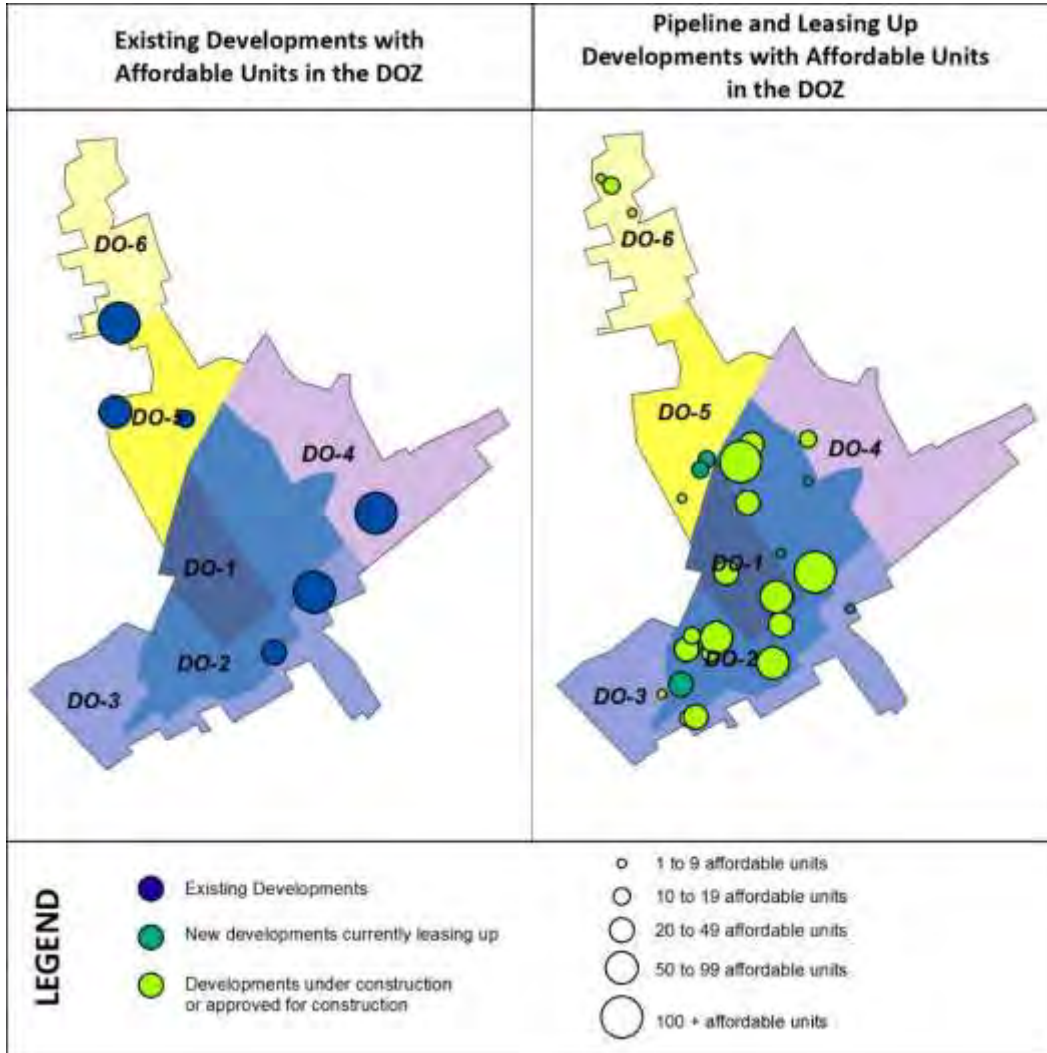 Existing Developments with
Affordable Units in the DOZ
Pipeline and Leasing Up
Developments with Affordable Units
in the DOZ
DO-6
DO-5
DO-4
DO-1
DO-2
DO-3
DO-6
DO-5
DO-4
DO-1
DO-2
DO-3
LEGEND
Existing Developments
New developments currently leasing up
Developments under construction
or approved for construction
1 to 9 affordable units
10 to 19 affordable units
20 to 49 affordable units
50 to 99 affordable units
100 + affordable units